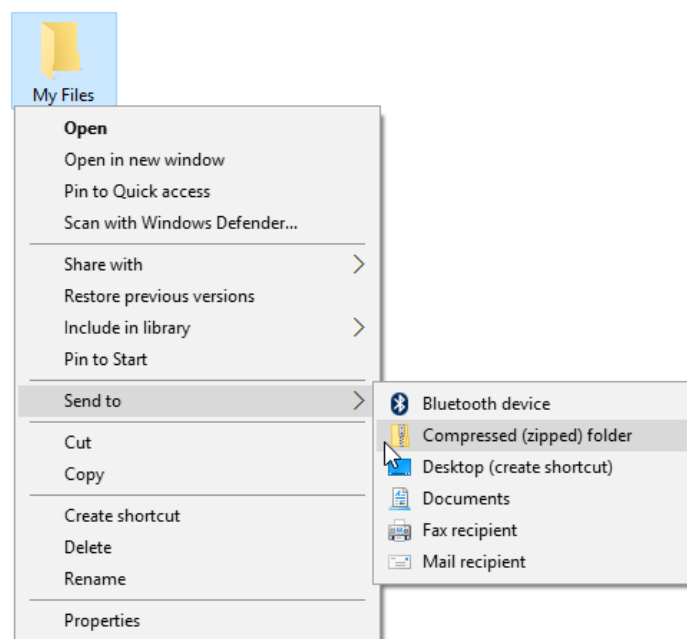 My Files
Open
Open in new window
Pin to Quick access
Scan with Windows Defender...
Share with
Restore previous versions
Include in library
Pin to Start
Send to
Cut
Copy
Create shortcut
Delete
Rename
Properties
Bluetooth device
Compressed (zipped) folder
Desktop (create shortcut)
Documents
Fax recipient
Mail recipient